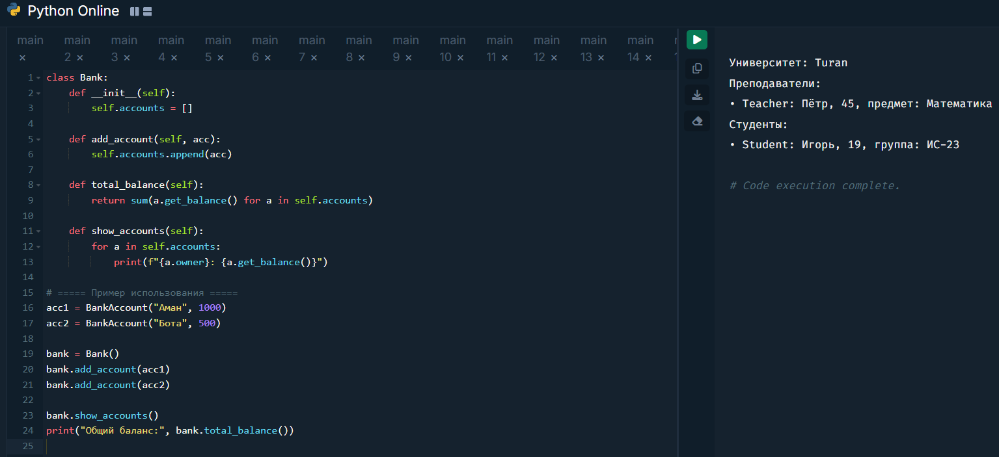 Python Online
main main main main main main main main main main main main main main
× 2 × 3 × 4 × 5 × 6 × 7 × 8 × 9 × 10 × 11 × 12 × 13 × 14 ×
1 class Bank:
2     def __init__(self):
3         self.accounts = []
4
5     def add_account(self, acc):
6         self.accounts.append(acc)
7
8     def total_balance(self):
9         return sum(a.get_balance() for a in self.accounts)
10
11     def show_accounts(self):
12         for a in self.accounts:
13             print(f"{a.owner}: {a.get_balance()}")
14
15 # ===== Пример использования =====
16 acc1 = BankAccount("Аман", 1000)
17 acc2 = BankAccount("Бота", 500)
18
19 bank = Bank()
20 bank.add_account(acc1)
21 bank.add_account(acc2)
22
23 bank.show_accounts()
24 print("Общий баланс:", bank.total_balance())
25
Университет: Turan
Преподаватели:
• Teacher: Пётр, 45, предмет: Математика
Студенты:
• Student: Игорь, 19, группа: ИС-23
# Code execution complete.